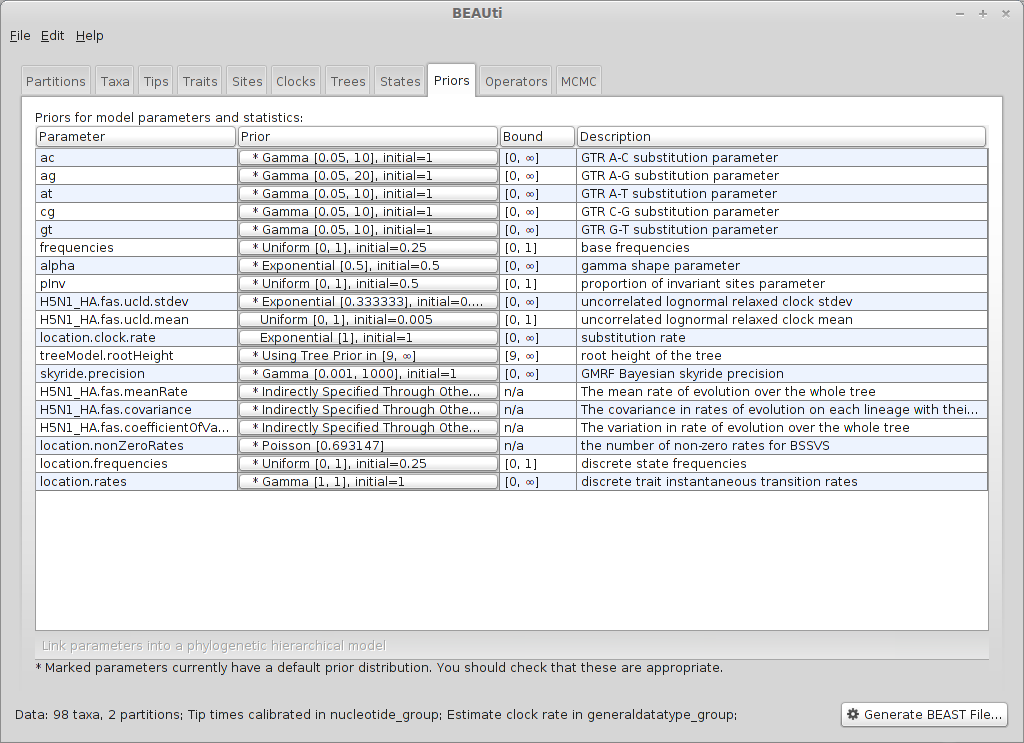 BEAUti
File Edit Help
Partitions Taxa Tips Traits Sites Clocks Trees States Priors Operators MCMC
Priors for model parameters and statistics:
Parameter Prior Bound Description
ac * Gamma [0.05, 10], initial=1 [0, ∞] GTR A-C substitution parameter
ag * Gamma [0.05, 20], initial=1 [0, ∞] GTR A-G substitution parameter
at * Gamma [0.05, 10], initial=1 [0, ∞] GTR A-T substitution parameter
cg * Gamma [0.05, 10], initial=1 [0, ∞] GTR C-G substitution parameter
gt * Gamma [0.05, 10], initial=1 [0, ∞] GTR G-T substitution parameter
frequencies * Uniform [0, 1], initial=0.25 [0, 1] base frequencies
alpha * Exponential [0.5], initial=0.5 [0, ∞] gamma shape parameter
pInv * Uniform [0, 1], initial=0.5 [0, 1] proportion of invariant sites parameter
H5N1_HA.fas.ucld.stdev * Exponential [0.333333], initial=0.... [0, ∞] uncorrelated lognormal relaxed clock stdev
H5N1_HA.fas.ucld.mean Uniform [0, 1], initial=0.005 [0, 1] uncorrelated lognormal relaxed clock mean
location.clock.rate Exponential [1], initial=1 [0, ∞] substitution rate
treeModel.rootHeight * Using Tree Prior in [9, ∞] [9, ∞] root height of the tree
skyride.precision * Gamma [0.001, 1000], initial=1 [0, ∞] GMRF Bayesian skyride precision
H5N1_HA.fas.meanRate * Indirectly Specified Through Othe... n/a The mean rate of evolution over the whole tree
H5N1_HA.fas.covariance * Indirectly Specified Through Othe... n/a The covariance in rates of evolution on each lineage with thei...
H5N1_HA.fas.coefficientOfVa... * Indirectly Specified Through Othe... n/a The variation in rate of evolution over the whole tree
location.nonZeroRates * Poisson [0.693147] n/a the number of non-zero rates for BSSVS
location.frequencies * Uniform [0, 1], initial=0.25 [0, 1] discrete state frequencies
location.rates * Gamma [1, 1], initial=1 [0, ∞] discrete trait instantaneous transition rates
Link parameters into a phylogenetic hierarchical model
* Marked parameters currently have a default prior distribution. You should check that these are appropriate.
Data: 98 taxa, 2 partitions; Tip times calibrated in nucleotide_group; Estimate clock rate in generaldatatype_group; Generate BEAST File...